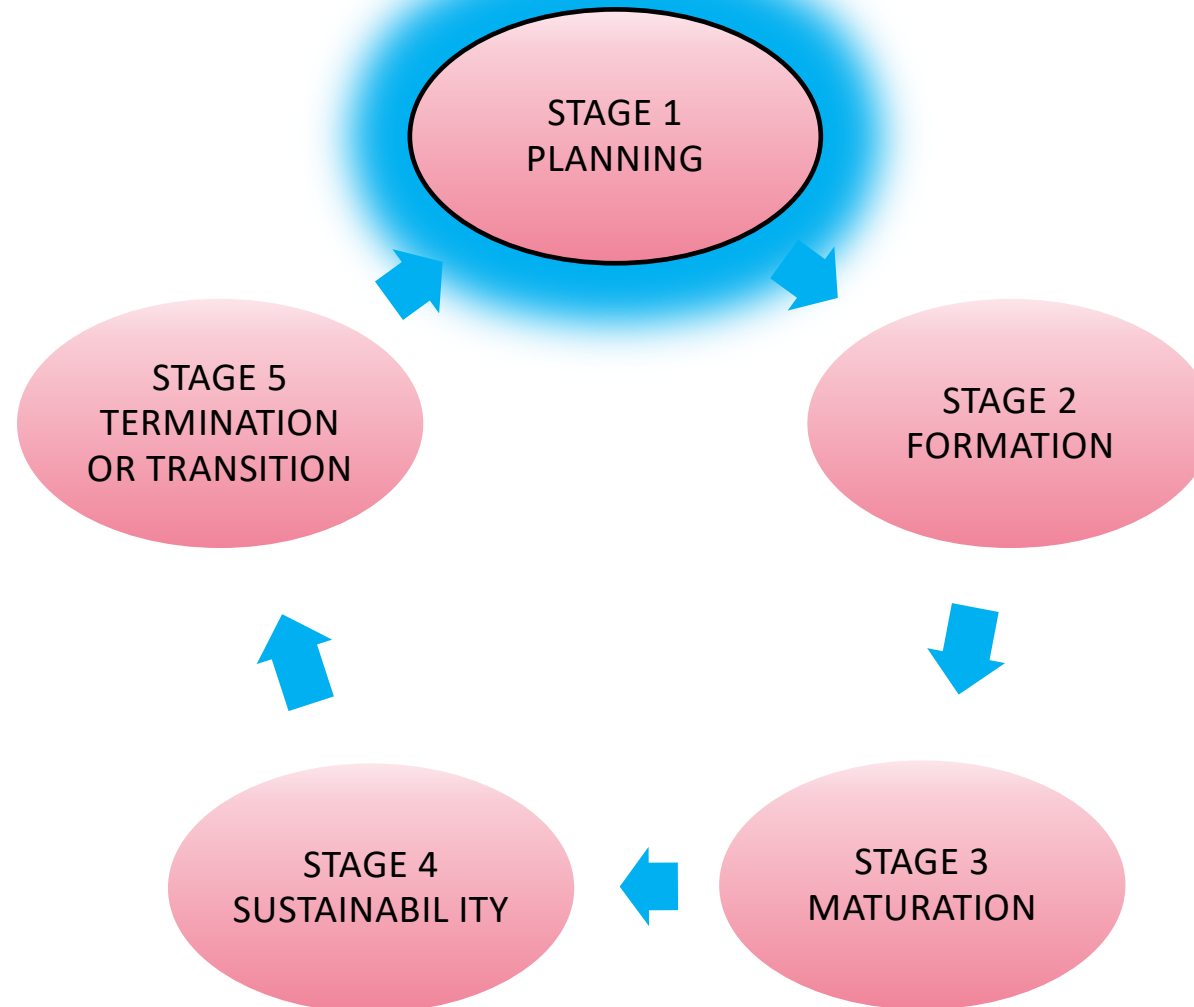 STAGE 1
PLANNING
STAGE 2
FORMATION
STAGE 3
MATURATION
STAGE 4
SUSTAINABIL ITY
STAGE 5
TERMINATION
OR TRANSITION